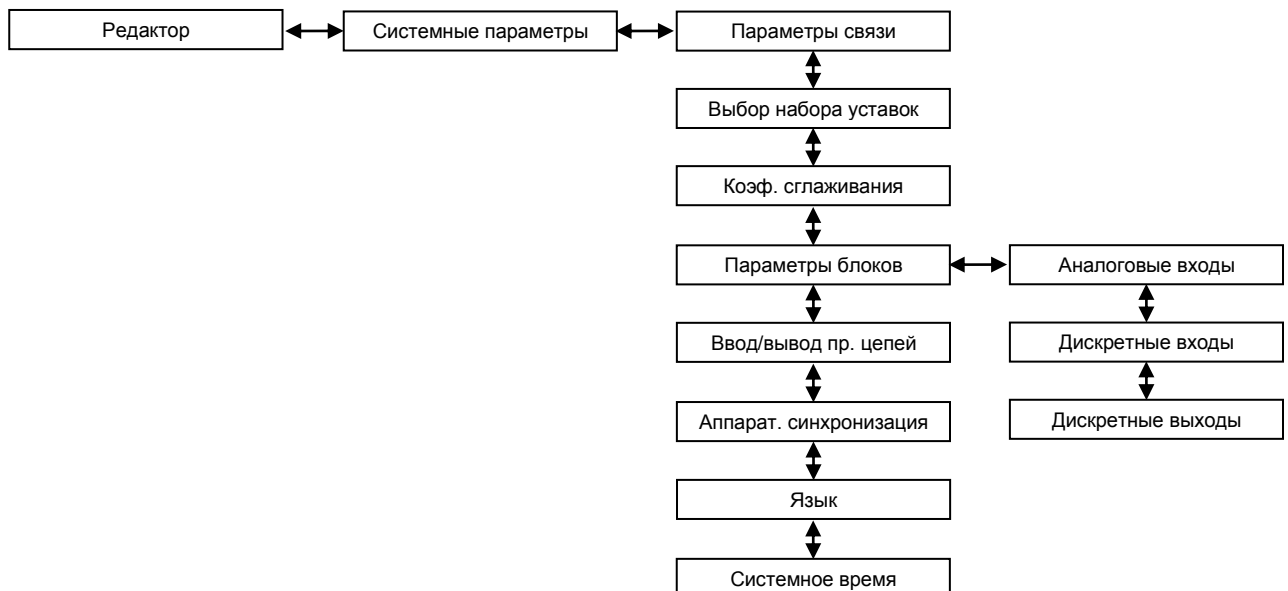 Редактор
Системные параметры
Параметры связи
Выбор набора уставок
Коэф. сглаживания
Параметры блоков
Аналоговые входы
Ввод/вывод пр. цепей
Дискретные входы
Аппарат. синхронизация
Дискретные выходы
Язык
Системное время